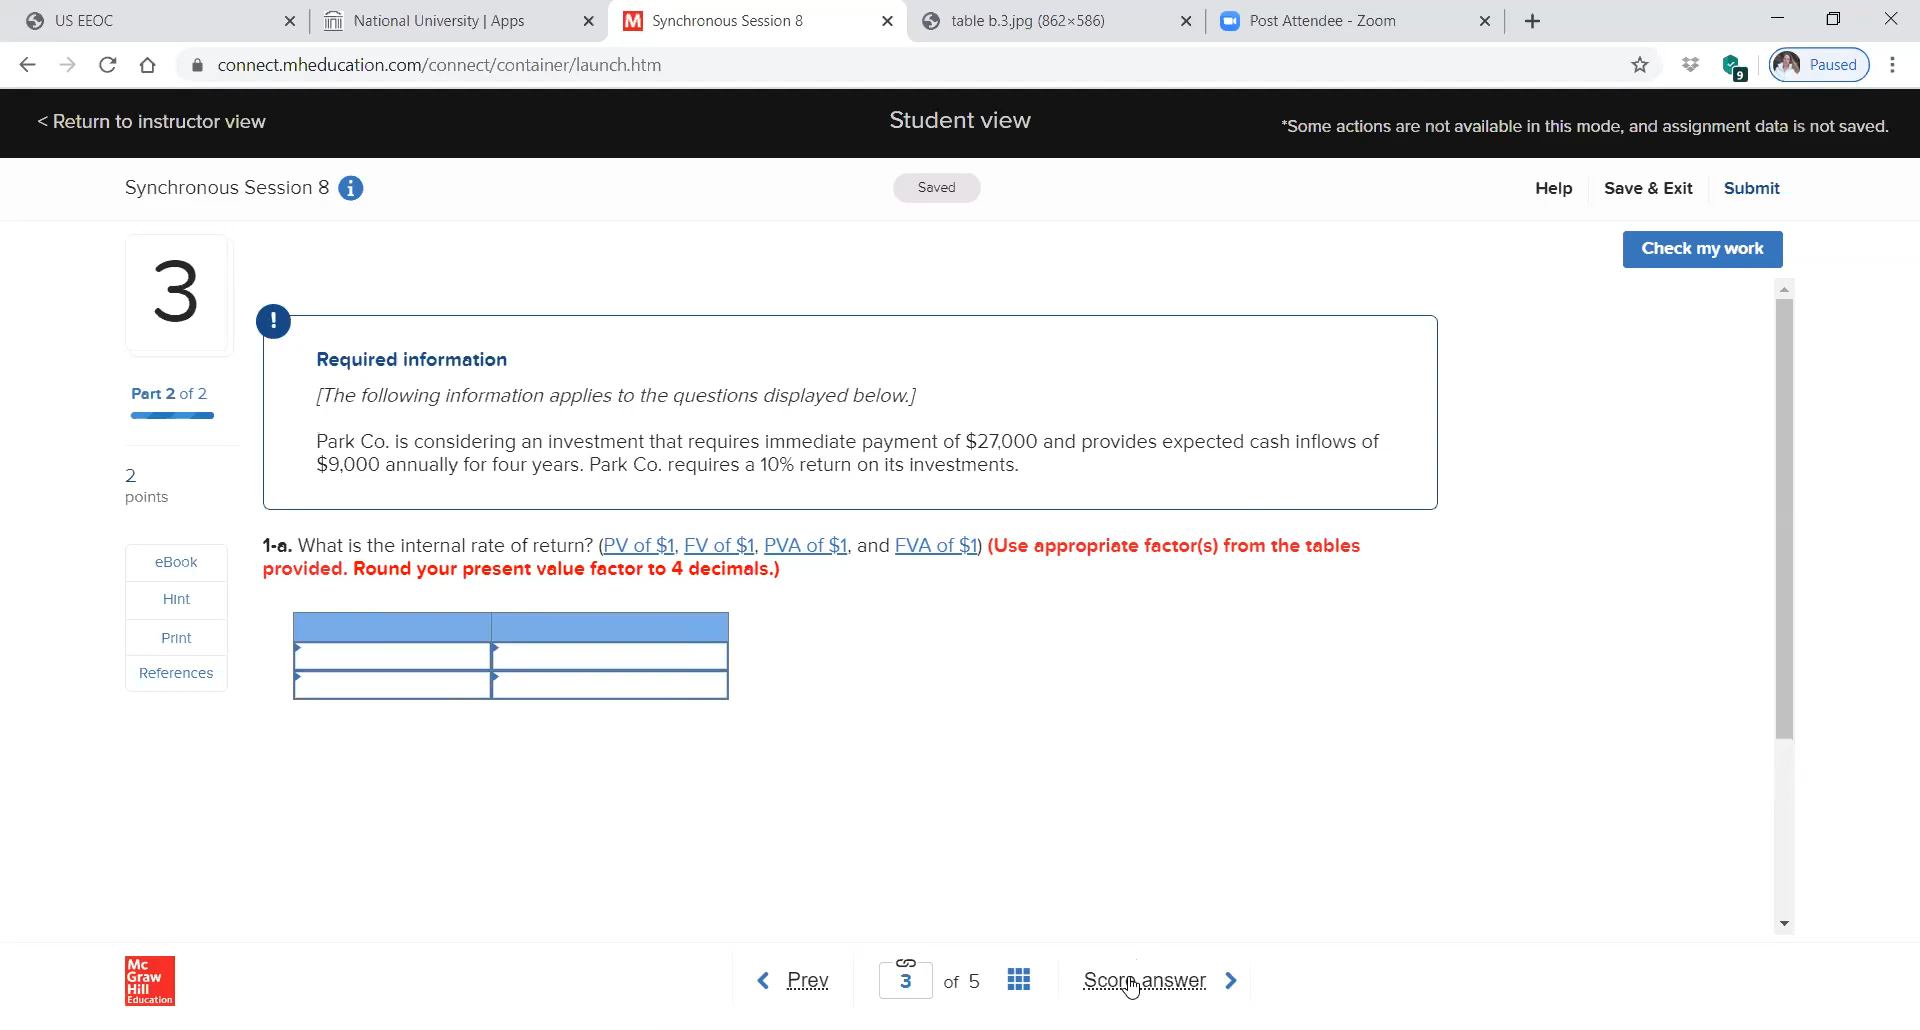 US EEOC
National University | Apps
Synchronous Session 8
table b.3.jpg (862×586)
Post Attendee - Zoom
connect.mheducation.com/connect/container/launch.htm
9
Paused
< Return to instructor view
Student view
*Some actions are not available in this mode, and assignment data is not saved.
Synchronous Session 8
Saved
Help
Save & Exit
Submit
3
Check my work
Part 2 of 2
2
points
eBook
Hint
Print
References
!
Required information
[The following information applies to the questions displayed below.]
Park Co. is considering an investment that requires immediate payment of $27,000 and provides expected cash inflows of
$9,000 annually for four years. Park Co. requires a 10% return on its investments.
1-a. What is the internal rate of return? (PV of $1, FV of $1, PVA of $1, and FVA of $1) (Use appropriate factor(s) from the tables
provided. Round your present value factor to 4 decimals.)
Mc
Graw
Hill
Education
Prev
3 of 5
Score answer